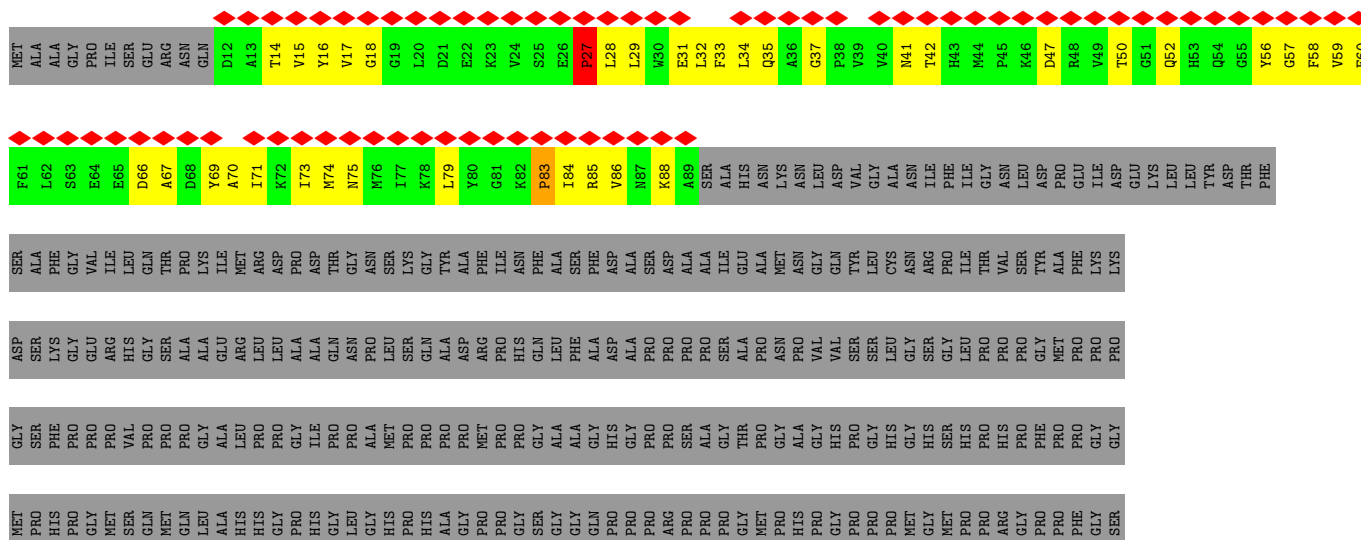 MET ALA ALA GLY PRO ILE SER GLU ARG ASN GLN D12 A13 T14 V15 Y16 V17 G18 G19 L20 D21 E22 K23 V24 S25 E26 P27 L28 L29 W30 E31 L32 F33 L34 Q35 A36 G37 P38 V39 V40 N41 T42 H43 M44 P45 K46 D47 R48 V49 T50 G51 Q52 H53 Q54 G55 Y56 G57 F58 V59 E60
F61 L62 S63 E64 E65 D66 A67 D68 Y69 A70 I71 K72 I73 M74 N75 M76 I77 K78 L79 Y80 G81 K82 P83 I84 R85 V86 N87 K88 A89 SER ALA HIS ASN LYS ASN LEU ASP VAL GLY ALA ASN ILE PHE ILE GLY ASN LEU ASP PRO GLU ILE ASP GLU LYS LEU LEU TYR ASP THR PHE
SER ALA PHE GLY VAL ILE LEU GLN THR PRO LYS ILE MET ARG ASP PRO ASP THR GLY ASN SER LYS GLY TYR ALA PHE ILE ASN PHE ALA SER PHE ASP ALA SER ASP ALA ALA ILE GLU ALA MET ASN GLY GLN TYR LEU CYS ASN ARG PRO ILE THR VAL SER TYR ALA PHE LYS LYS
ASP SER LYS GLY GLU ARG HIS GLY SER ALA ALA GLU ARG LEU LEU ALA ALA GLN ASN PRO LEU SER GLN ALA ASP ARG PRO HIS GLN LEU PHE ALA ASP ALA PRO PRO PRO PRO SER ALA PRO ASN PRO VAL VAL SER SER LEU GLY SER GLY LEU PRO PRO PRO GLY MET PRO PRO PRO
GLY SER PHE PRO PRO PRO VAL PRO PRO PRO GLY ALA LEU PRO PRO GLY ILE PRO PRO ALA MET PRO PRO PRO PRO MET PRO PRO GLY ALA ALA GLY HIS GLY PRO PRO SER ALA GLY THR PRO GLY ALA GLY HIS PRO GLY HIS GLY HIS SER HIS PRO HIS PRO PHE PRO PRO GLY GLY
MET PRO HIS PRO GLY MET SER GLN MET GLN LEU ALA HIS HIS GLY PRO HIS GLY LEU GLY HIS PRO HIS ALA GLY PRO PRO GLY SER GLY GLY GLN PRO PRO PRO ARG PRO PRO PRO GLY MET PRO HIS PRO GLY PRO PRO PRO MET GLY MET PRO PRO ARG GLY PRO PRO PHE GLY SER